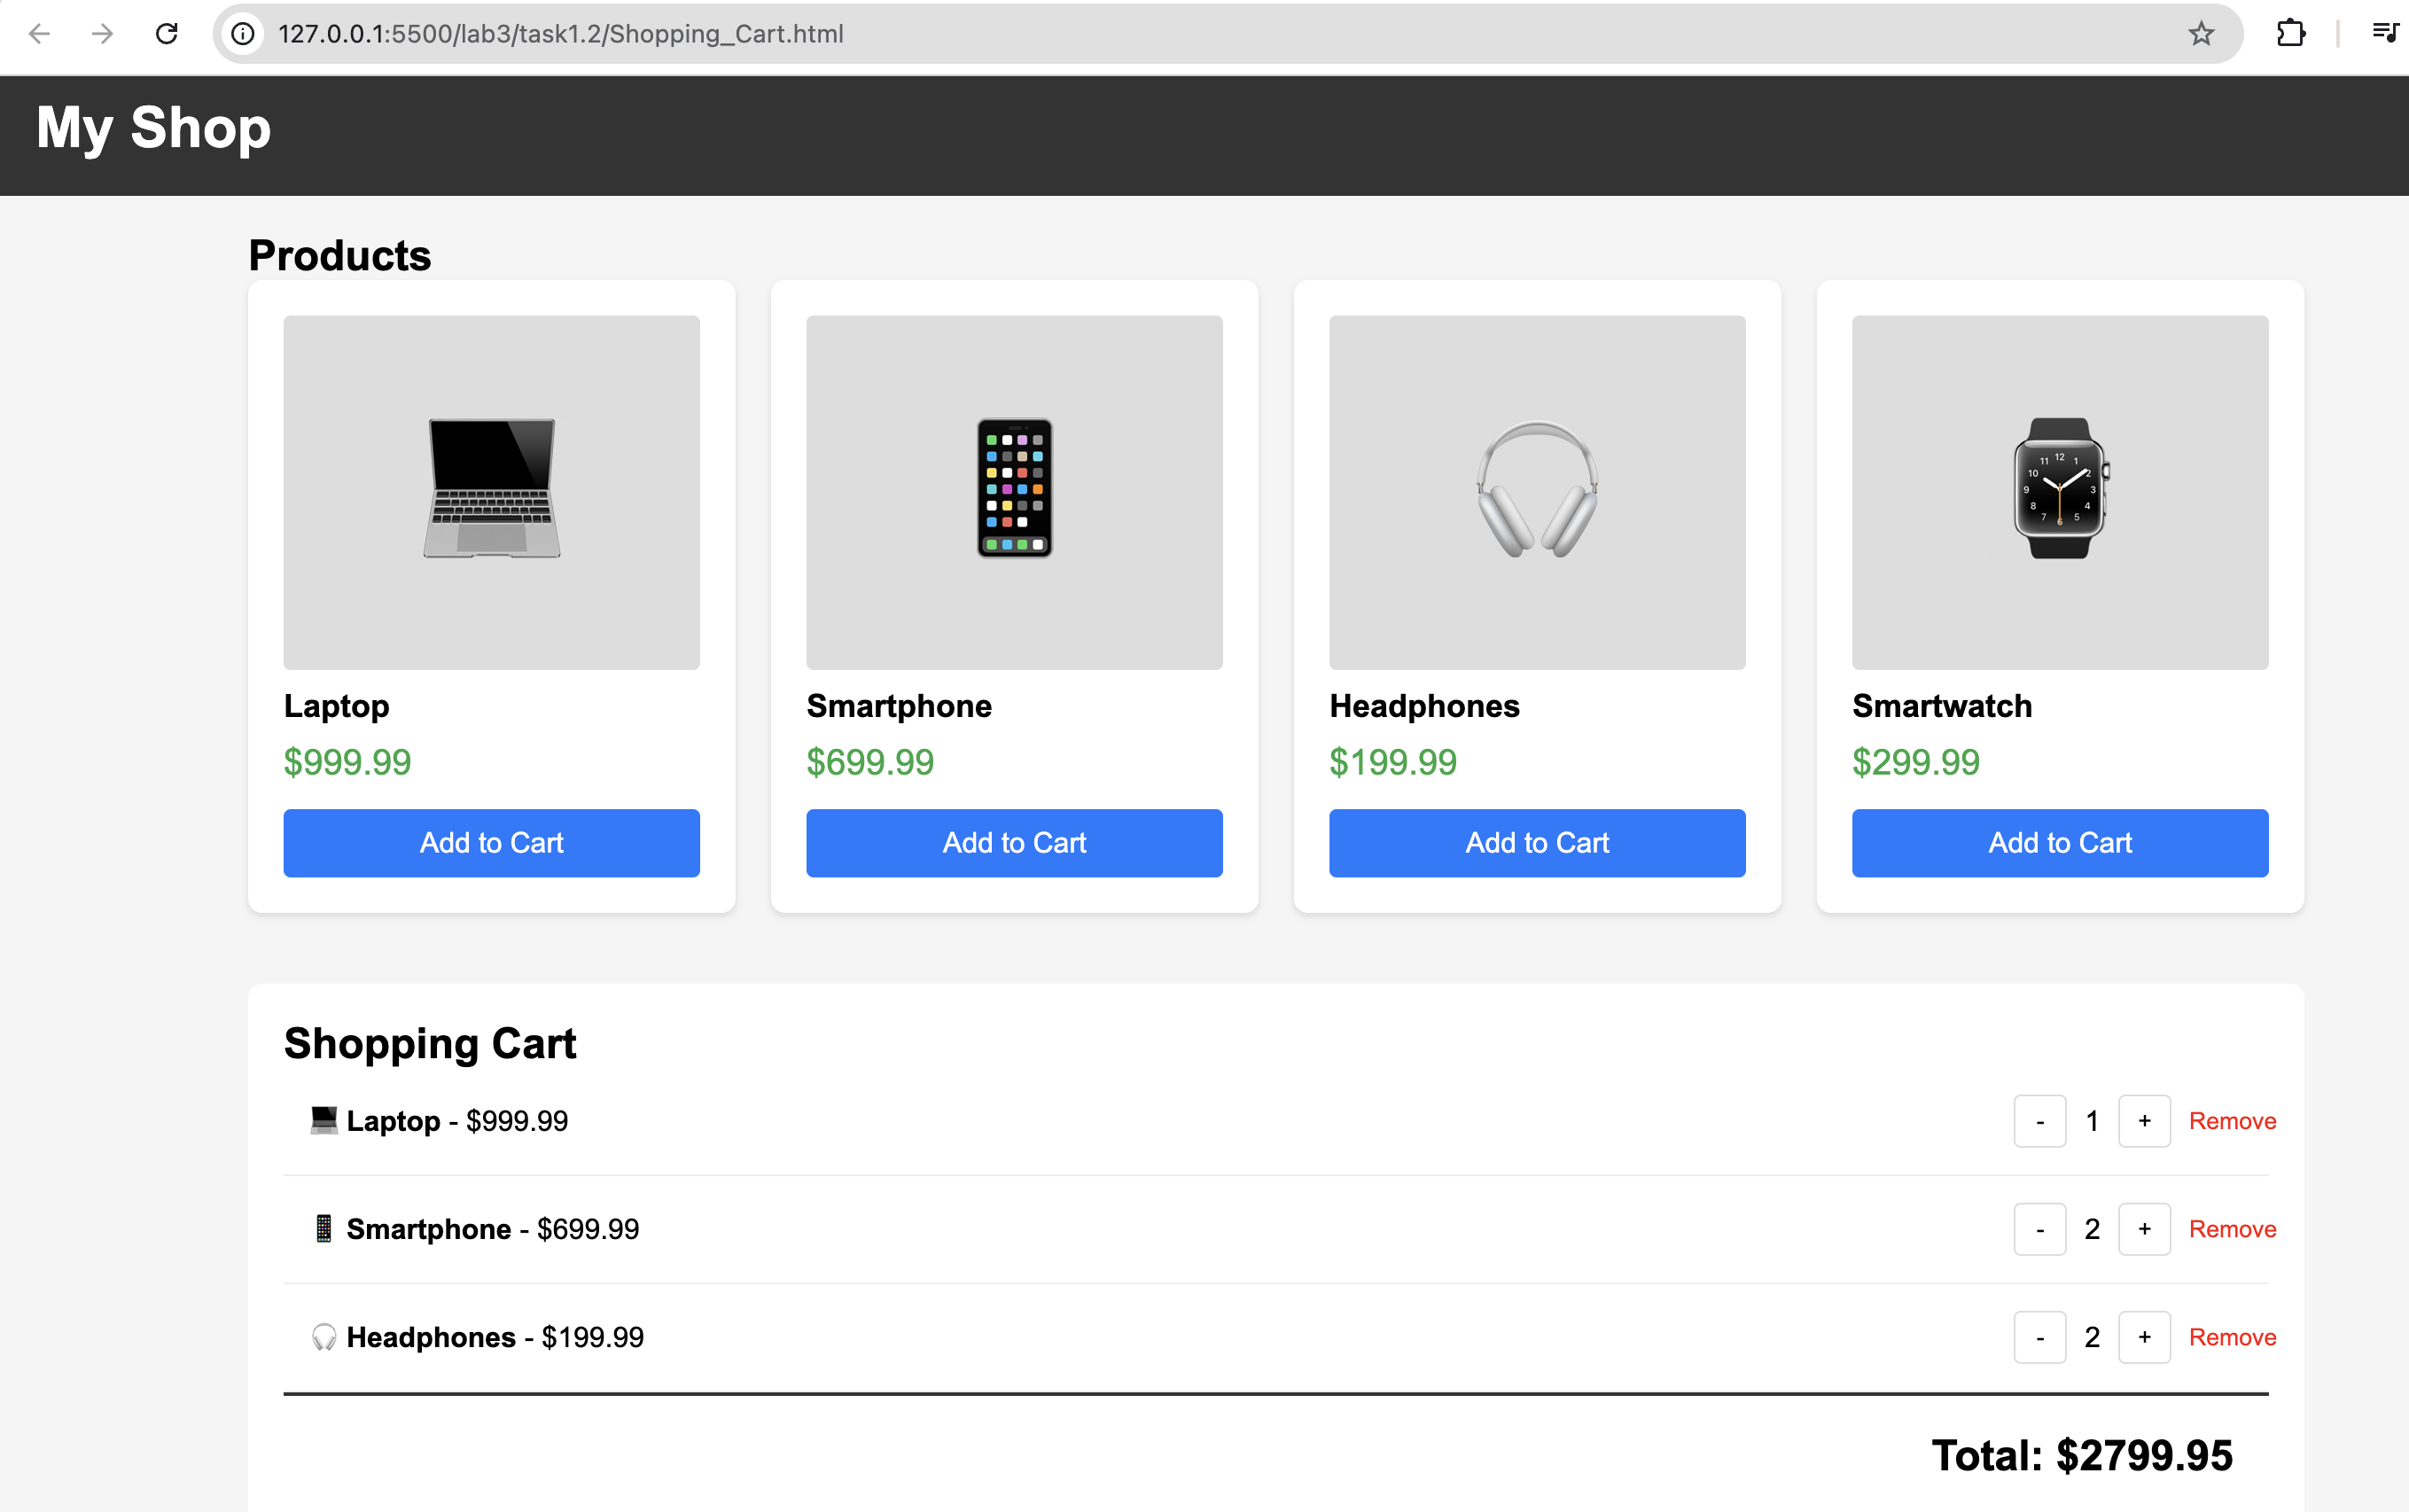 127.0.0.1:5500/lab3/task1.2/Shopping_Cart.html
My Shop
Products
Laptop
$999.99
Add to Cart
Smartphone
$699.99
Add to Cart
Headphones
$199.99
Add to Cart
Smartwatch
$299.99
Add to Cart
Shopping Cart
Laptop - $999.99 - 1 + Remove
Smartphone - $699.99 - 2 + Remove
Headphones - $199.99 - 2 + Remove
Total: $2799.95